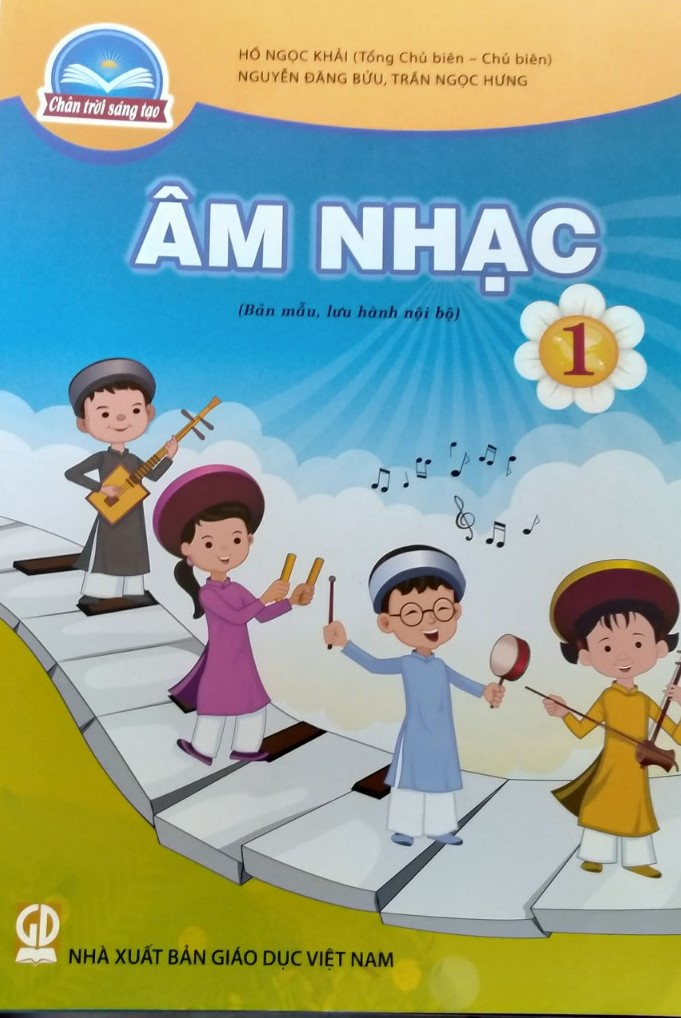 Chân trời sáng tạo
HỒ NGỌC KHẢI (Tổng Chủ biên – Chủ biên)
NGUYỄN ĐĂNG BỬU, TRẦN NGỌC HƯNG
ÂM NHẠC
(Bản mẫu, lưu hành nội bộ)
1
GD
NHÀ XUẤT BẢN GIÁO DỤC VIỆT NAM